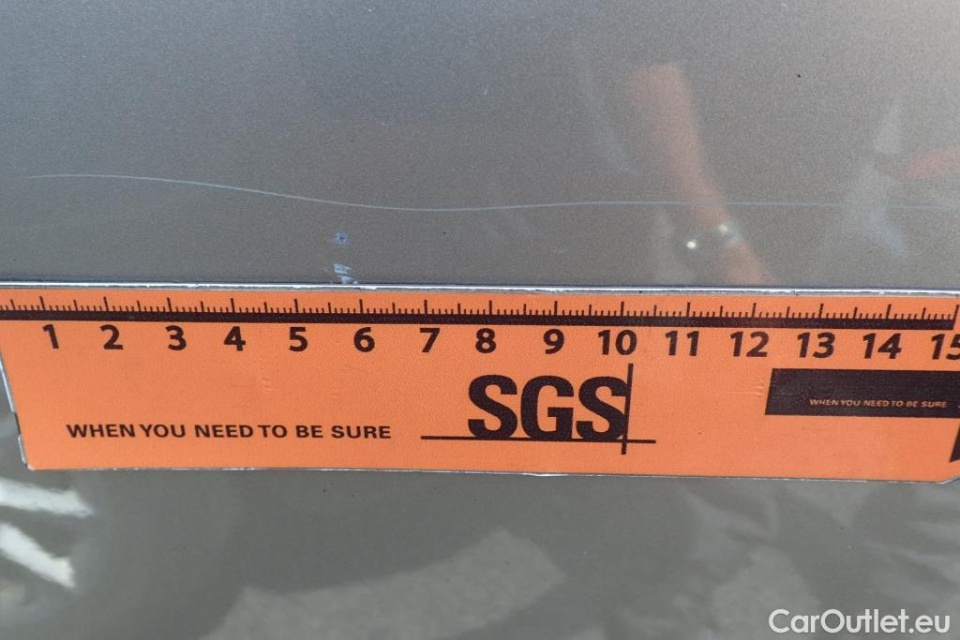 1 2 3 4 5 6 7 8 9 10 11 12 13 14 15
SGS
WHEN YOU NEED TO BE SURE
WHEN YOU NEED TO BE SURE
CarOutlet.eu